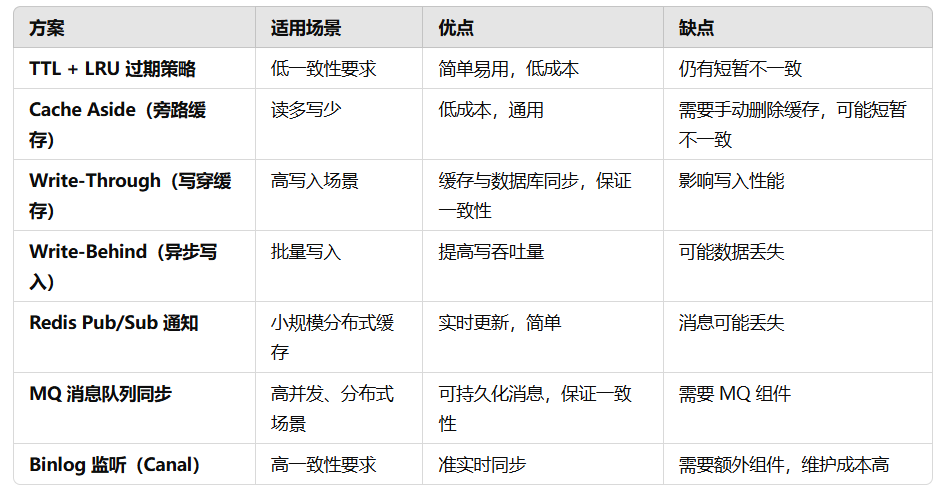 方案 适用场景 优点 缺点
TTL + LRU 过期策略 低一致性要求 简单易用，低成本 仍有短暂不一致
Cache Aside（旁路缓 读多写少 低成本，通用 需要手动删除缓存，可能短暂
存） 不一致
Write-Through（写穿缓 高写入场景 缓存与数据库同步，保证 影响写入性能
存） 一致性
Write-Behind（异步写 批量写入 提高写吞吐量 可能数据丢失
入）
Redis Pub/Sub 通知 小规模分布式缓 实时更新，简单 消息可能丢失
存
MQ 消息队列同步 高并发、分布式 可持久化消息，保证一致 需要 MQ 组件
场景 性
Binlog 监听（Canal） 高一致性要求 准实时同步 需要额外组件，维护成本高